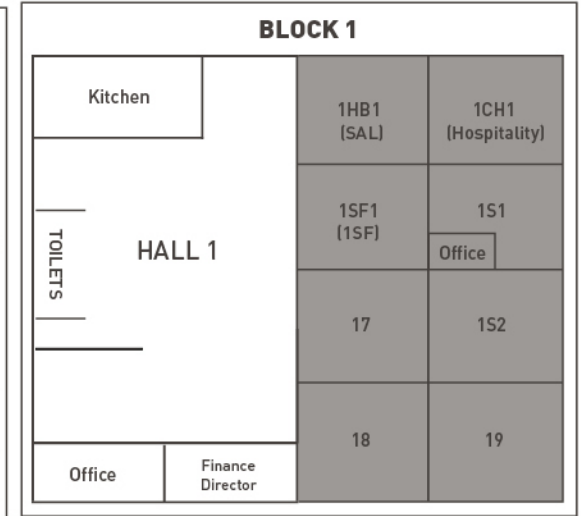 BLOCK 1
Kitchen
1HB1
(SAL)
1CH1
(Hospitality)
1SF1
(1SF)
1S1
Office
TOILETS
HALL 1
17
1S2
18
19
Office
Finance
Director